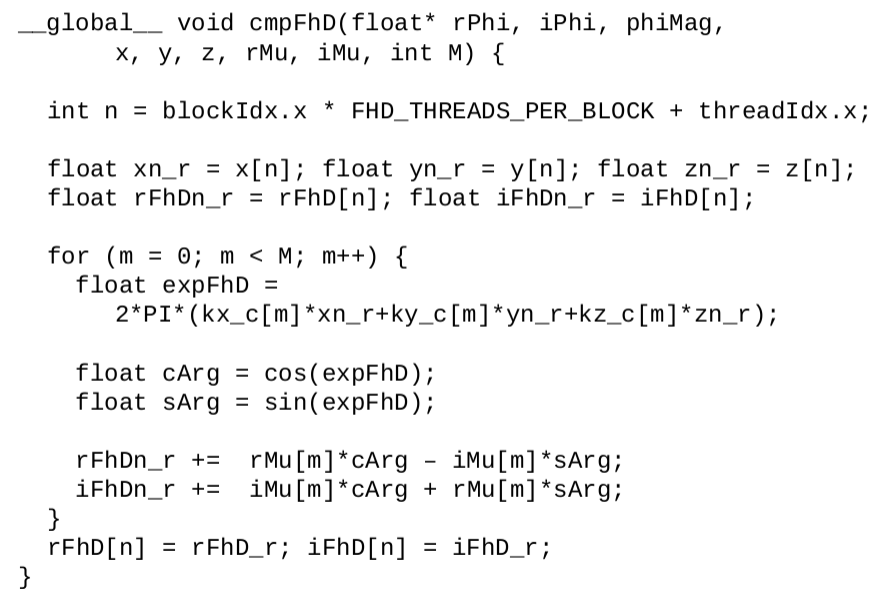 __global__ void cmpFhD(float* rPhi, iPhi, phiMag,
x, y, z, rMu, iMu, int M) {
int n = blockIdx.x * FHD_THREADS_PER_BLOCK + threadIdx.x;
float xn_r = x[n]; float yn_r = y[n]; float zn_r = z[n];
float rFhDn_r = rFhD[n]; float iFhDn_r = iFhD[n];
for (m = 0; m < M; m++) {
float expFhD =
2*PI*(kx_c[m]*xn_r+ky_c[m]*yn_r+kz_c[m]*zn_r);
float cArg = cos(expFhD);
float sArg = sin(expFhD);
rFhDn_r += rMu[m]*cArg – iMu[m]*sArg;
iFhDn_r += iMu[m]*cArg + rMu[m]*sArg;
}
rFhD[n] = rFhD_r; iFhD[n] = iFhD_r;
}